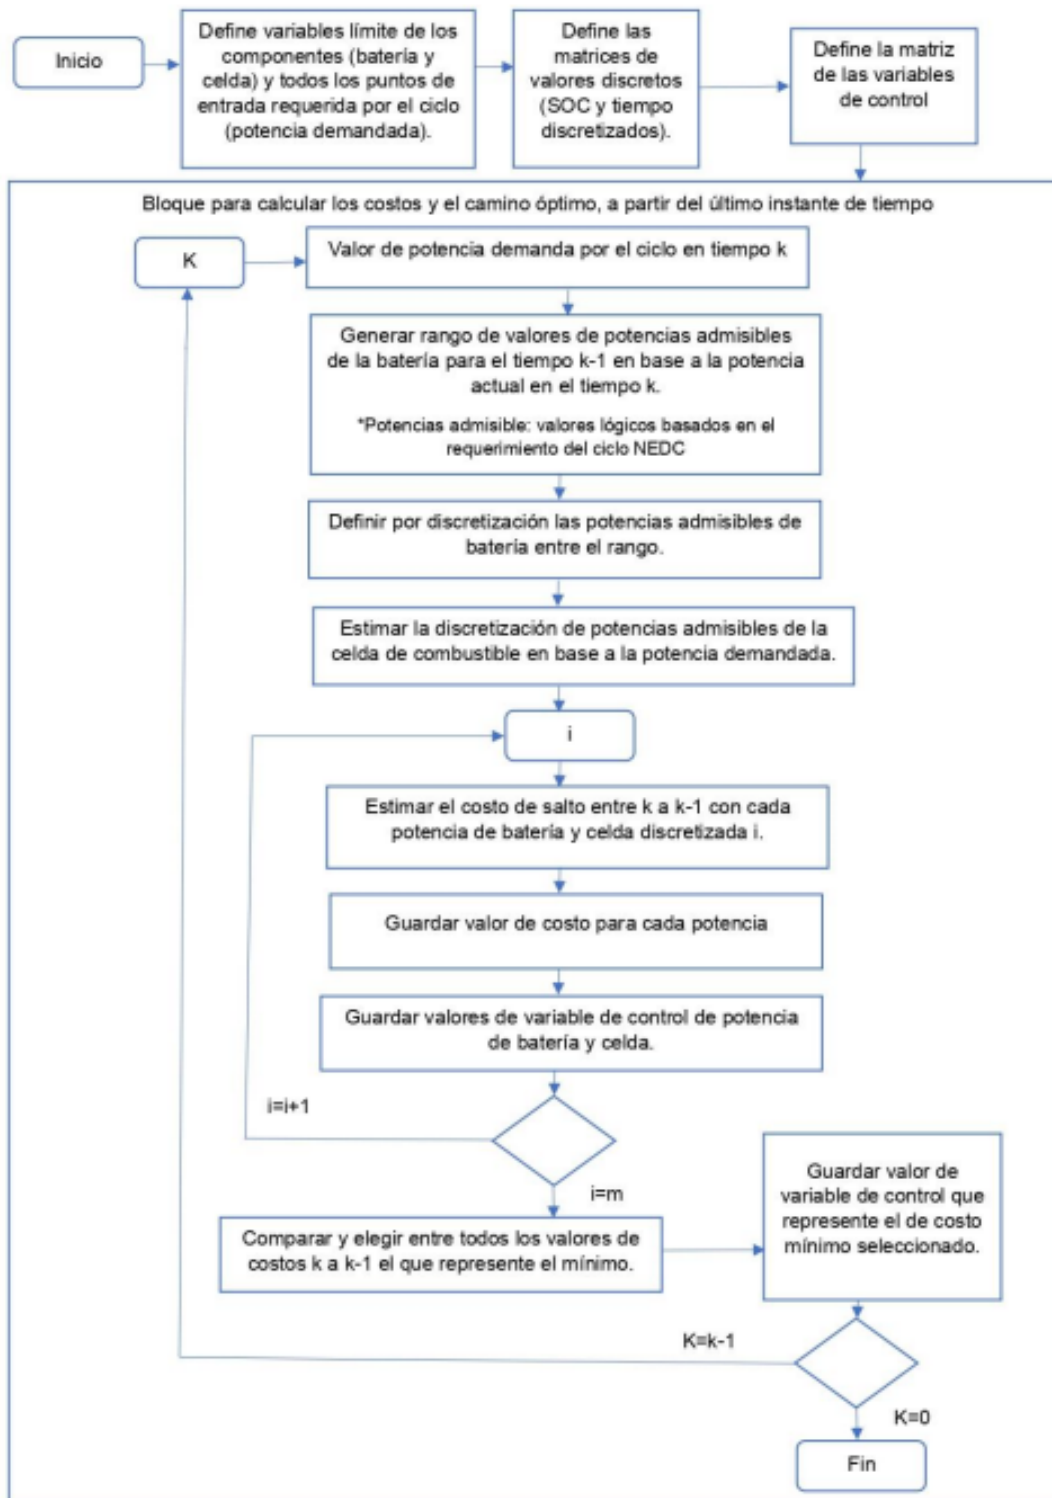 Inicio
Define variables límite de los
componentes (batería y
celda) y todos los puntos de
entrada requerida por el ciclo
(potencia demandada).
Define las
matrices de
valores discretos
(SOC y tiempo
discretizados).
Define la matriz
de las variables
de control
Bloque para calcular los costos y el camino óptimo, a partir del último instante de tiempo
K
Valor de potencia demanda por el ciclo en tiempo k
Generar rango de valores de potencias admisibles
de la batería para el tiempo k-1 en base a la potencia
actual en el tiempo k.
*Potencias admisible: valores lógicos basados en el
requerimiento del ciclo NEDC
Definir por discretización las potencias admisibles de
batería entre el rango.
Estimar la discretización de potencias admisibles de la
celda de combustible en base a la potencia demandada.
i
Estimar el costo de salto entre k a k-1 con cada
potencia de batería y celda discretizada i.
Guardar valor de costo para cada potencia
Guardar valores de variable de control de potencia
de batería y celda.
i=i+1
i=m
Comparar y elegir entre todos los valores de
costos k a k-1 el que represente el mínimo.
Guardar valor de
variable de control que
represente el de costo
mínimo seleccionado.
K=k-1
K=0
Fin